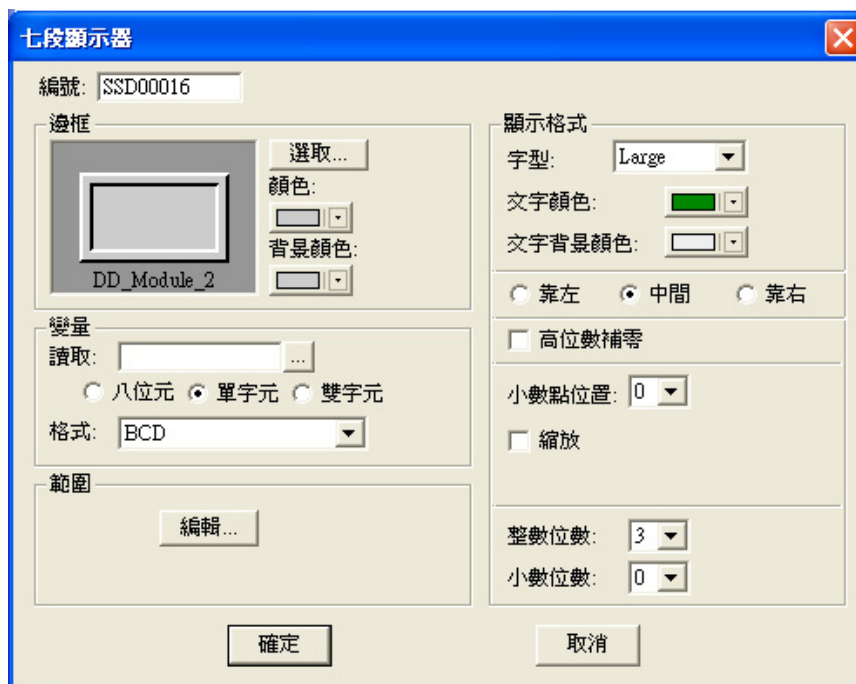 七段顯示器
編號: SSD00016
邊框
選取...
顏色:
背景顏色:
DD_Module_2
變量
讀取:
...
八位元 單字元 雙字元
格式: BCD
範圍
編輯...
顯示格式
字型: Large
文字顏色:
文字背景顏色:
靠左 中間 靠右
高位數補零
小數點位置: 0
縮放
整數位數: 3
小數位數: 0
確定
取消